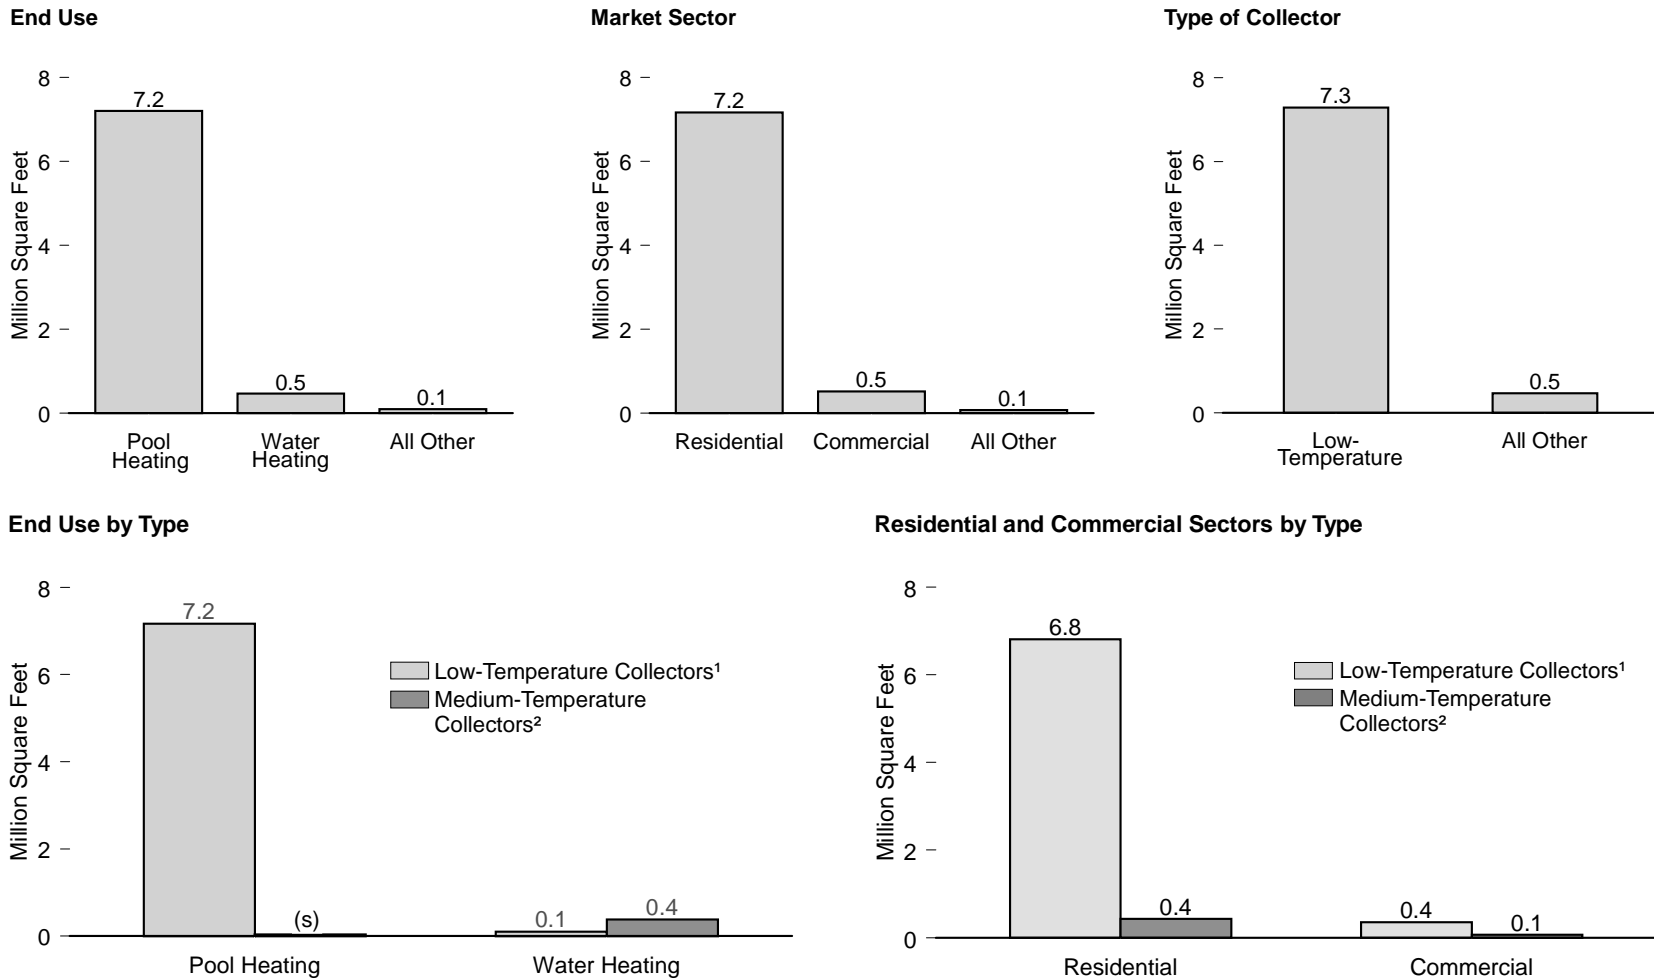 End Use
Market Sector
Type of Collector
8
7.2
6
4
2
0.5
0.1
0
Million Square Feet
Pool
Heating
Water
Heating
All Other
8
7.2
6
4
2
0.5
0.1
0
Million Square Feet
Residential
Commercial
All Other
8
7.3
6
4
2
0.5
0
Million Square Feet
Low-
Temperature
All Other
End Use by Type
8
7.2
6
4
2
(s)
0.1
0.4
0
Million Square Feet
Low-Temperature Collectors¹
Medium-Temperature
Collectors²
Pool Heating
Water Heating
Residential and Commercial Sectors by Type
8
6.8
6
4
2
0.4
0.4
0.1
0
Million Square Feet
Low-Temperature Collectors¹
Medium-Temperature
Collectors²
Residential
Commercial